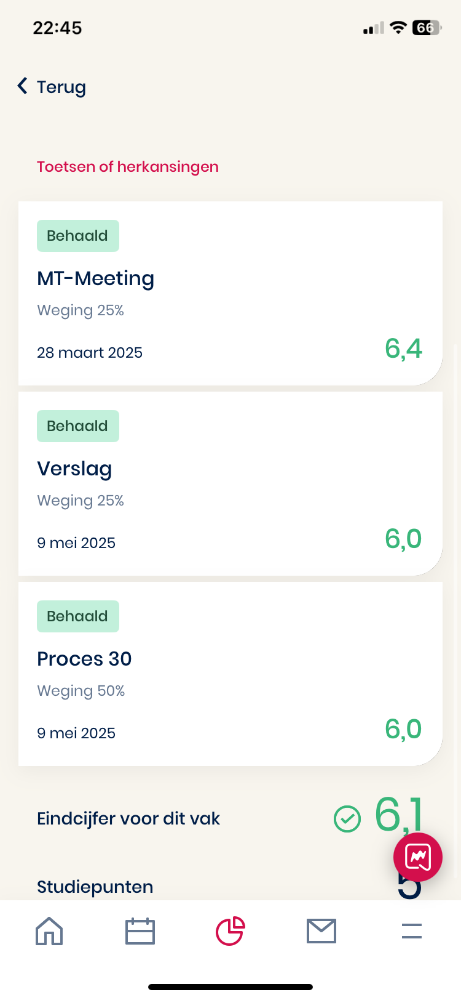 22:45
66
Terug
Toetsen of herkansingen
Behaald
MT-Meeting
Weging 25%
28 maart 2025
6,4
Behaald
Verslag
Weging 25%
9 mei 2025
6,0
Behaald
Proces 30
Weging 50%
9 mei 2025
6,0
Eindcijfer voor dit vak
6,1
Studiepunten
5